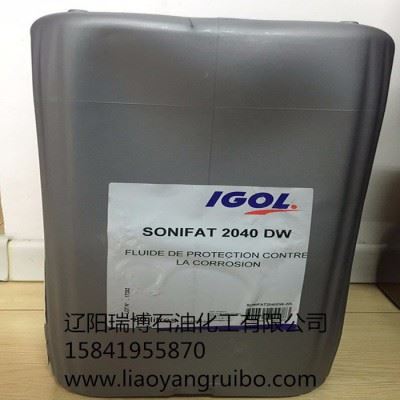 IGOL.
SONIFAT 2040 DW
FLUIDE DE PROTECTION CONTRE
LA CORROSION
辽阳瑞博石油化工有限公司
15841955870
www.liaoyangruibo.com